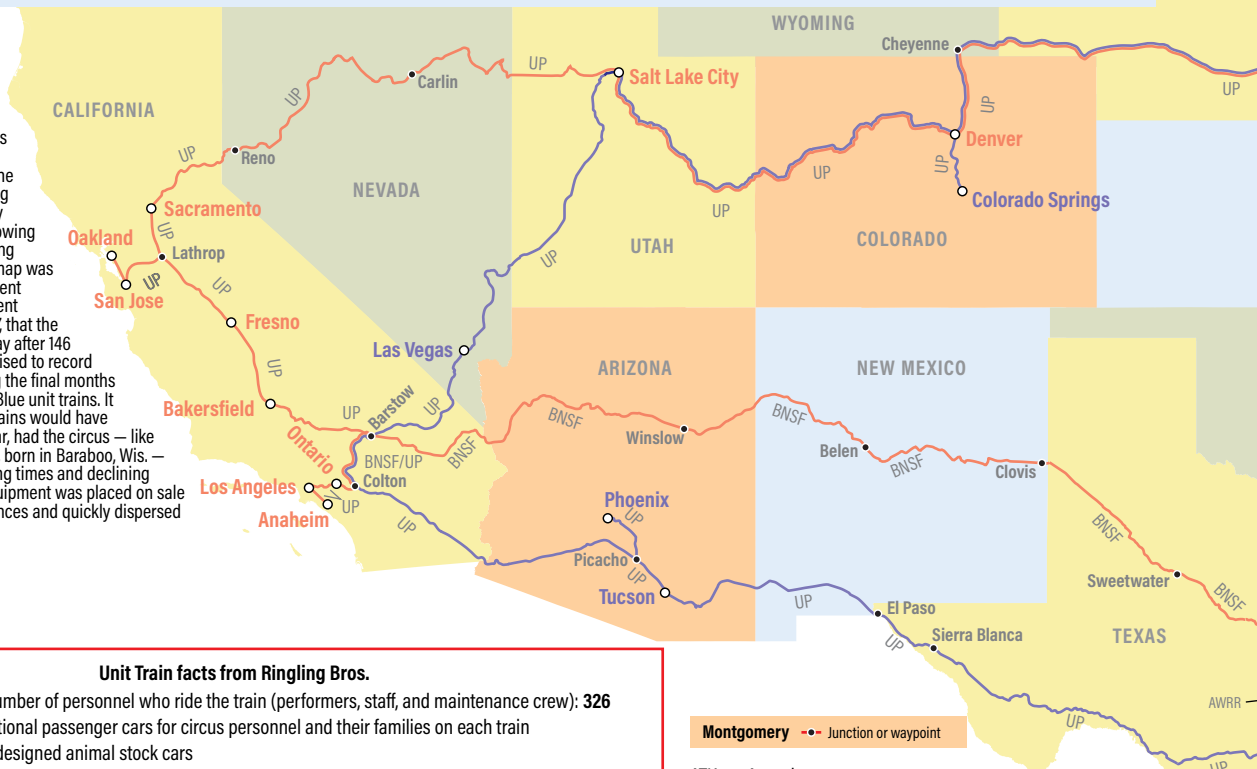 WYOMING
Cheyenne
UP
Salt Lake City
Carlin
UP
UP
CALIFORNIA
UP
UP
Denver
UP
Reno
UP
NEVADA
UP
Colorado Springs
UP
Sacramento
UP
Oakland
Lathrop
UTAH
COLORADO
UP
San Jose
UP
UP
Fresno
Las Vegas
ARIZONA
NEW MEXICO
UP
Bakersfield
UP
Barstow
UP
BNSF
BNSF
Winslow
BNSF
Belen
BNSF
Clovis
Ontario
BNSF/UP
Colton
Los Angeles
UP
Anaheim
UP
Phoenix
UP
Picacho
UP
Tucson
BNSF
Sweetwater
BNSF
UP
El Paso
UP
Sierra Blanca
TEXAS
UP
AWRR
UP
s
ne
g
y
owing
ng
nap was
ent
ent
, that the
ay after 146
ised to record
g the final months
Blue unit trains. It
ains would have
ar, had the circus — like
born in Baraboo, Wis. —
ng times and declining
quipment was placed on sale
nces and quickly dispersed
Unit Train facts from Ringling Bros.
umber of personnel who ride the train (performers, staff, and maintenance crew): 326
tional passenger cars for circus personnel and their families on each train
designed animal stock cars
Montgomery
Junction or waypoint